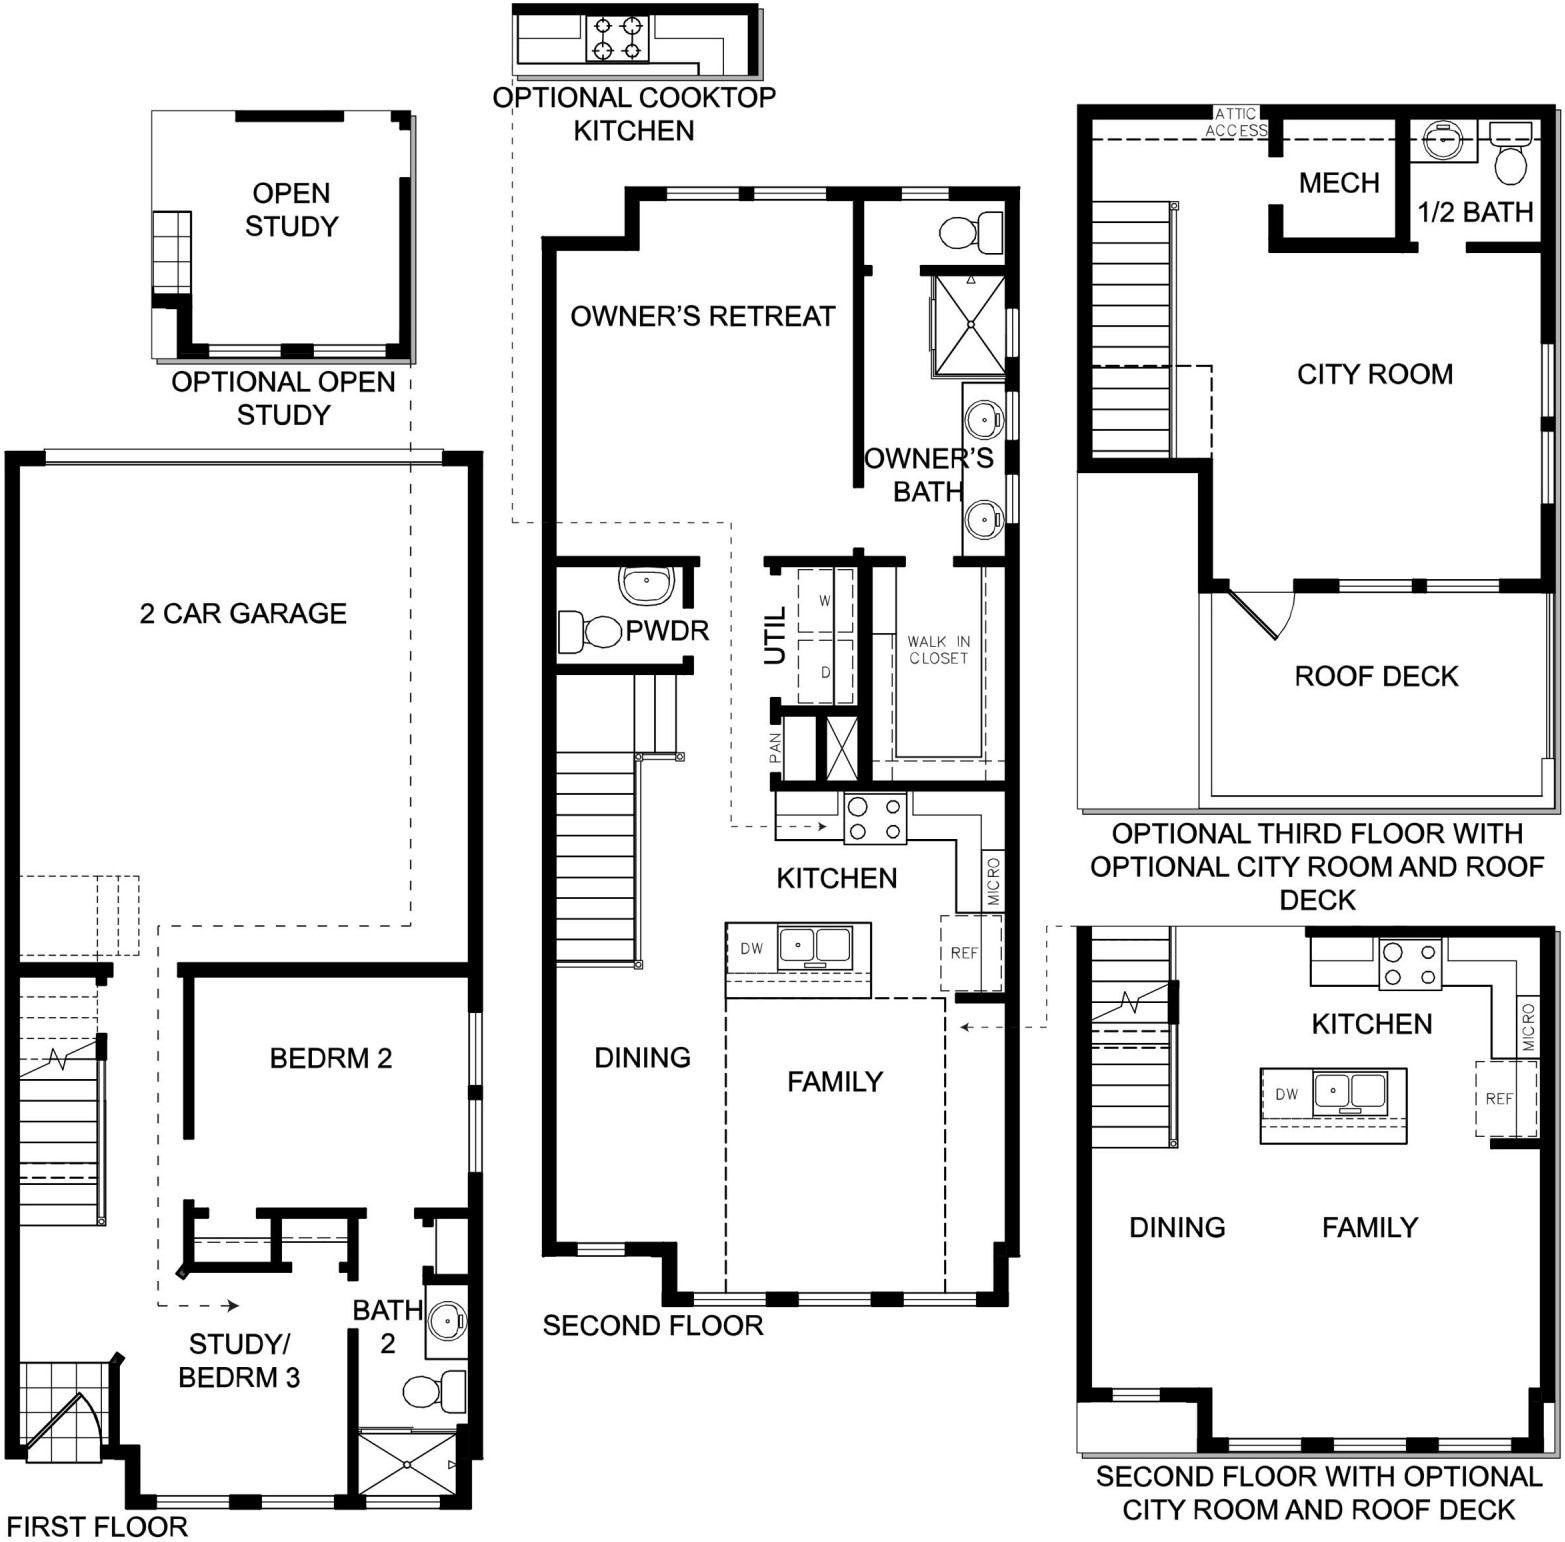 OPTIONAL COOKTOP
KITCHEN
OPEN
STUDY
OPTIONAL OPEN
STUDY
2 CAR GARAGE
BEDRM 2
BATH
2
STUDY/
BEDRM 3
FIRST FLOOR
OWNER'S RETREAT
OWNER'S
BATH
PWDR
UTIL
W
D
WALK IN
CLOSET
PAN
KITCHEN
MICRO
DW
REF
DINING
FAMILY
SECOND FLOOR
ATTIC
ACCESS
MECH
1/2 BATH
CITY ROOM
ROOF DECK
OPTIONAL THIRD FLOOR WITH
OPTIONAL CITY ROOM AND ROOF
DECK
KITCHEN
MICRO
DW
REF
DINING
FAMILY
SECOND FLOOR WITH OPTIONAL
CITY ROOM AND ROOF DECK